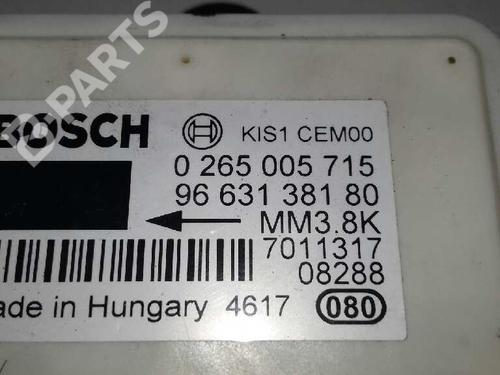 BOSCH KIS1 CEM00
0 265 005 715
96 631 381 80
MM3.8K
7011317
08288
ade in Hungary 4617 080
D PARTS